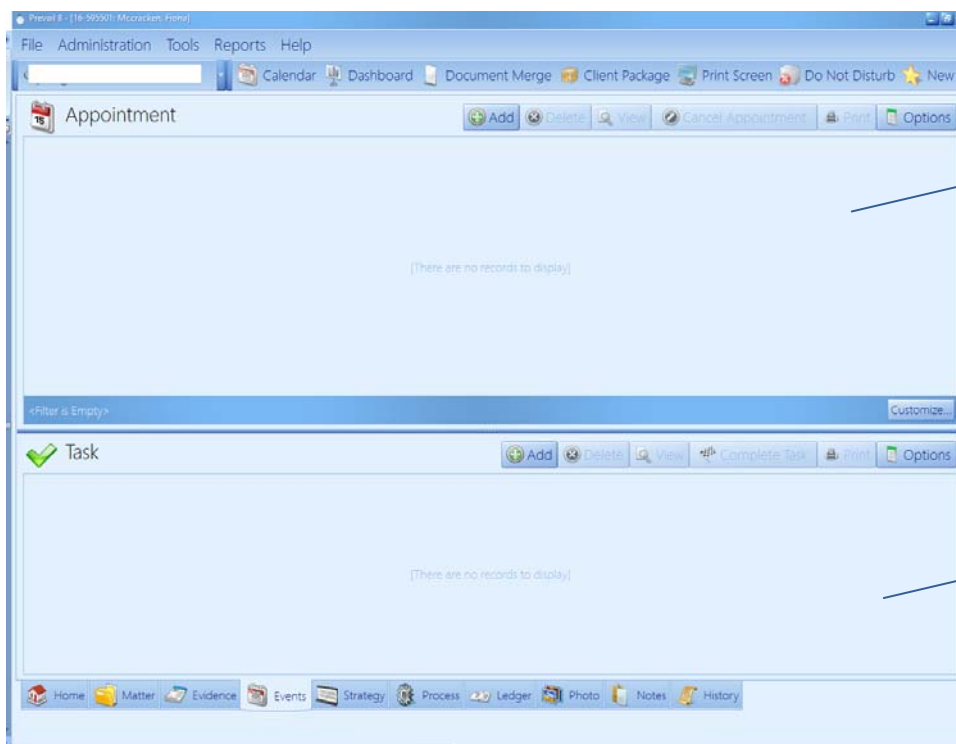 Prevail 8 - [16-595501: Mccracken, Fiona]
File Administration Tools Reports Help
Calendar Dashboard Document Merge Client Package Print Screen Do Not Disturb New
Appointment Add Delete View Cancel Appointment Print Options
[There are no records to display]
<Filter is Empty> Customize...
Task Add Delete View Complete Task Print Options
[There are no records to display]
Home Matter Evidence Events Strategy Process Ledger Photo Notes History